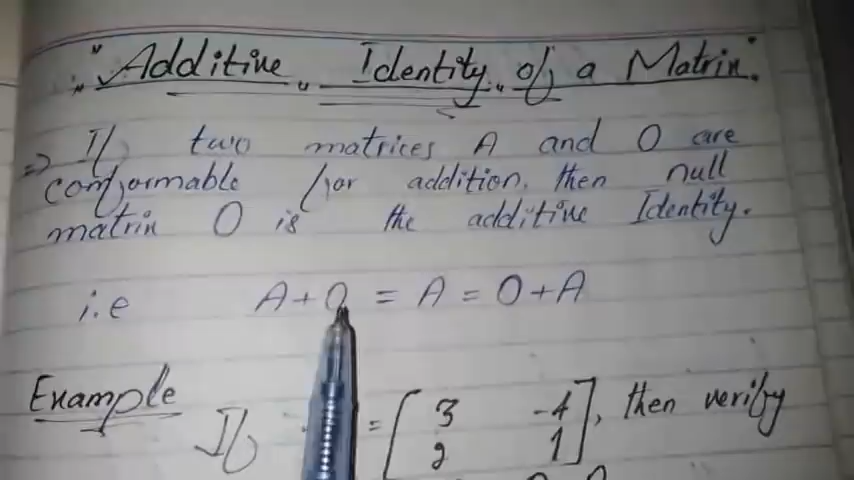 "Additive Identity of a Matrix"
⇒ If two matrices A and O are
conformable for addition, then null
matrix O is the additive Identity.
i.e A + O = A = O + A
Example
If = [ 3 -4 ], then verify
2 1